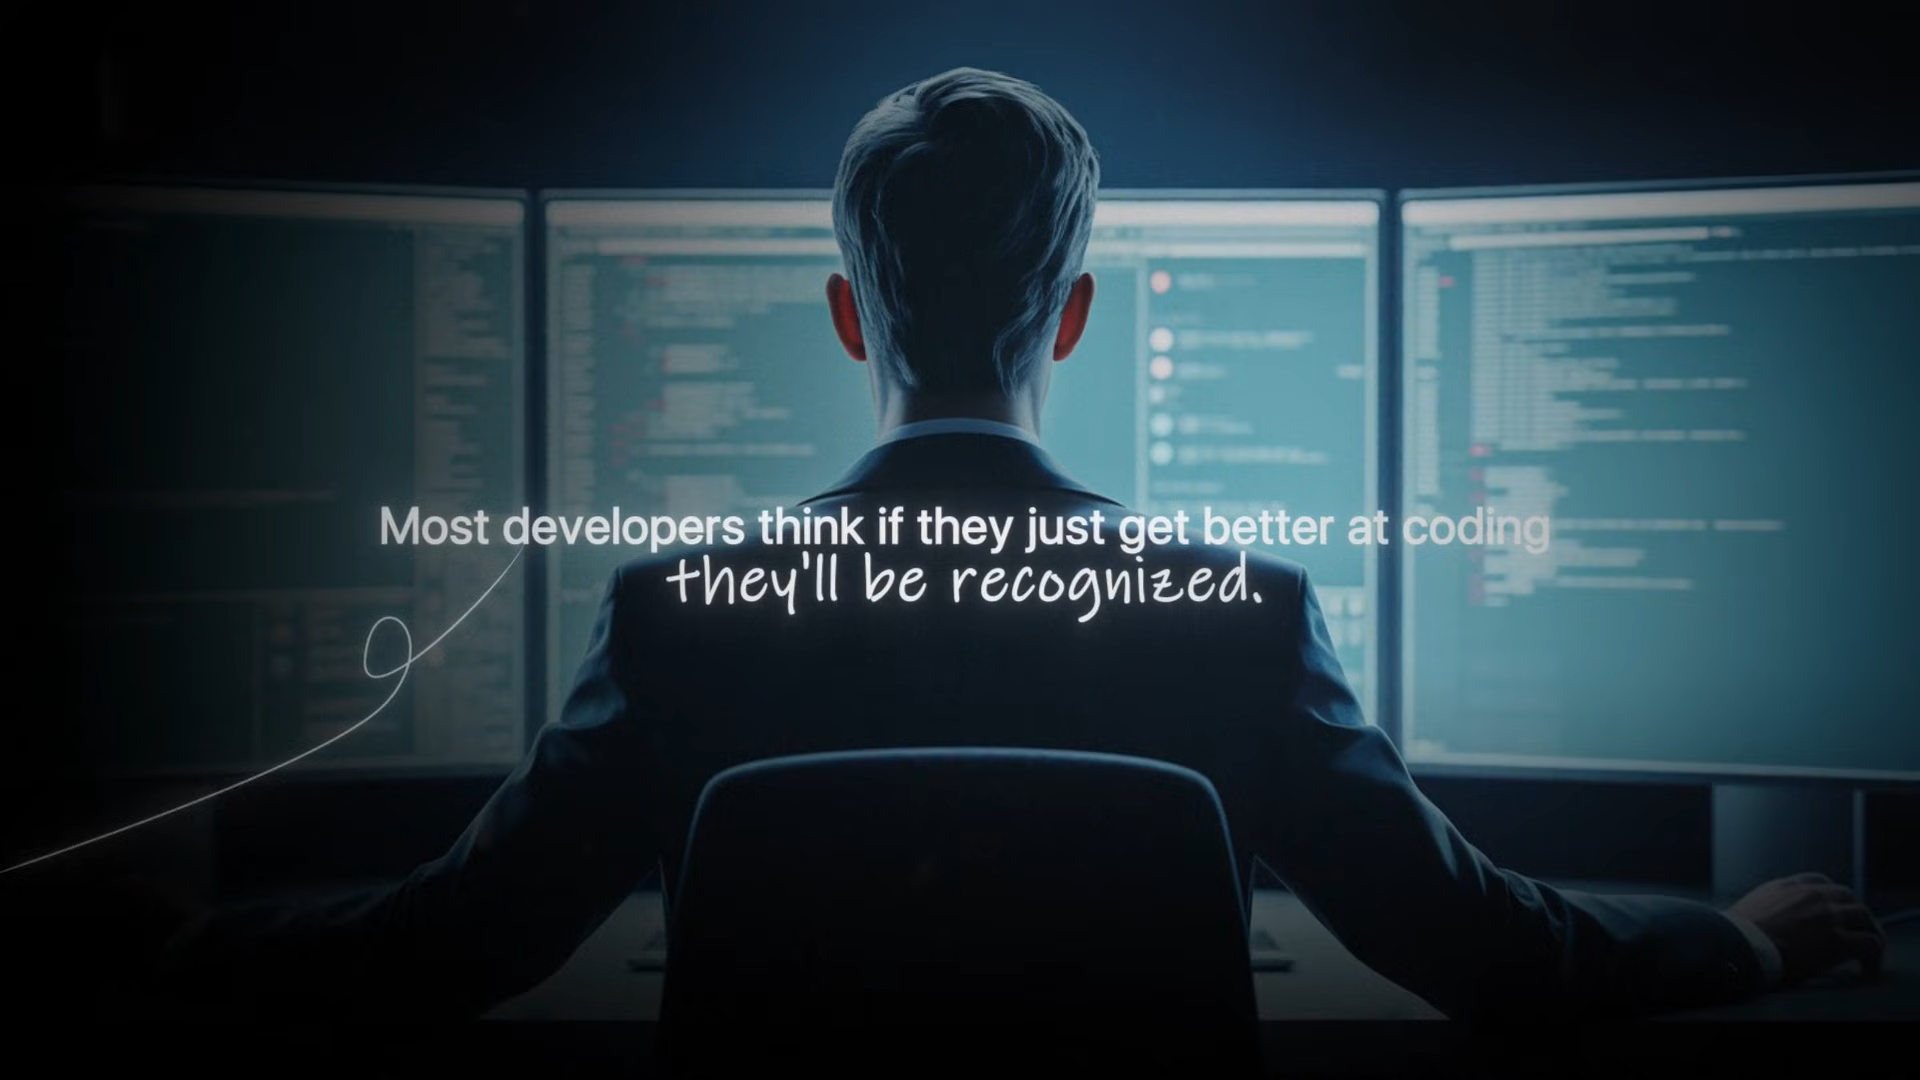 Most developers think if they just get better at coding
they'll be recognized.